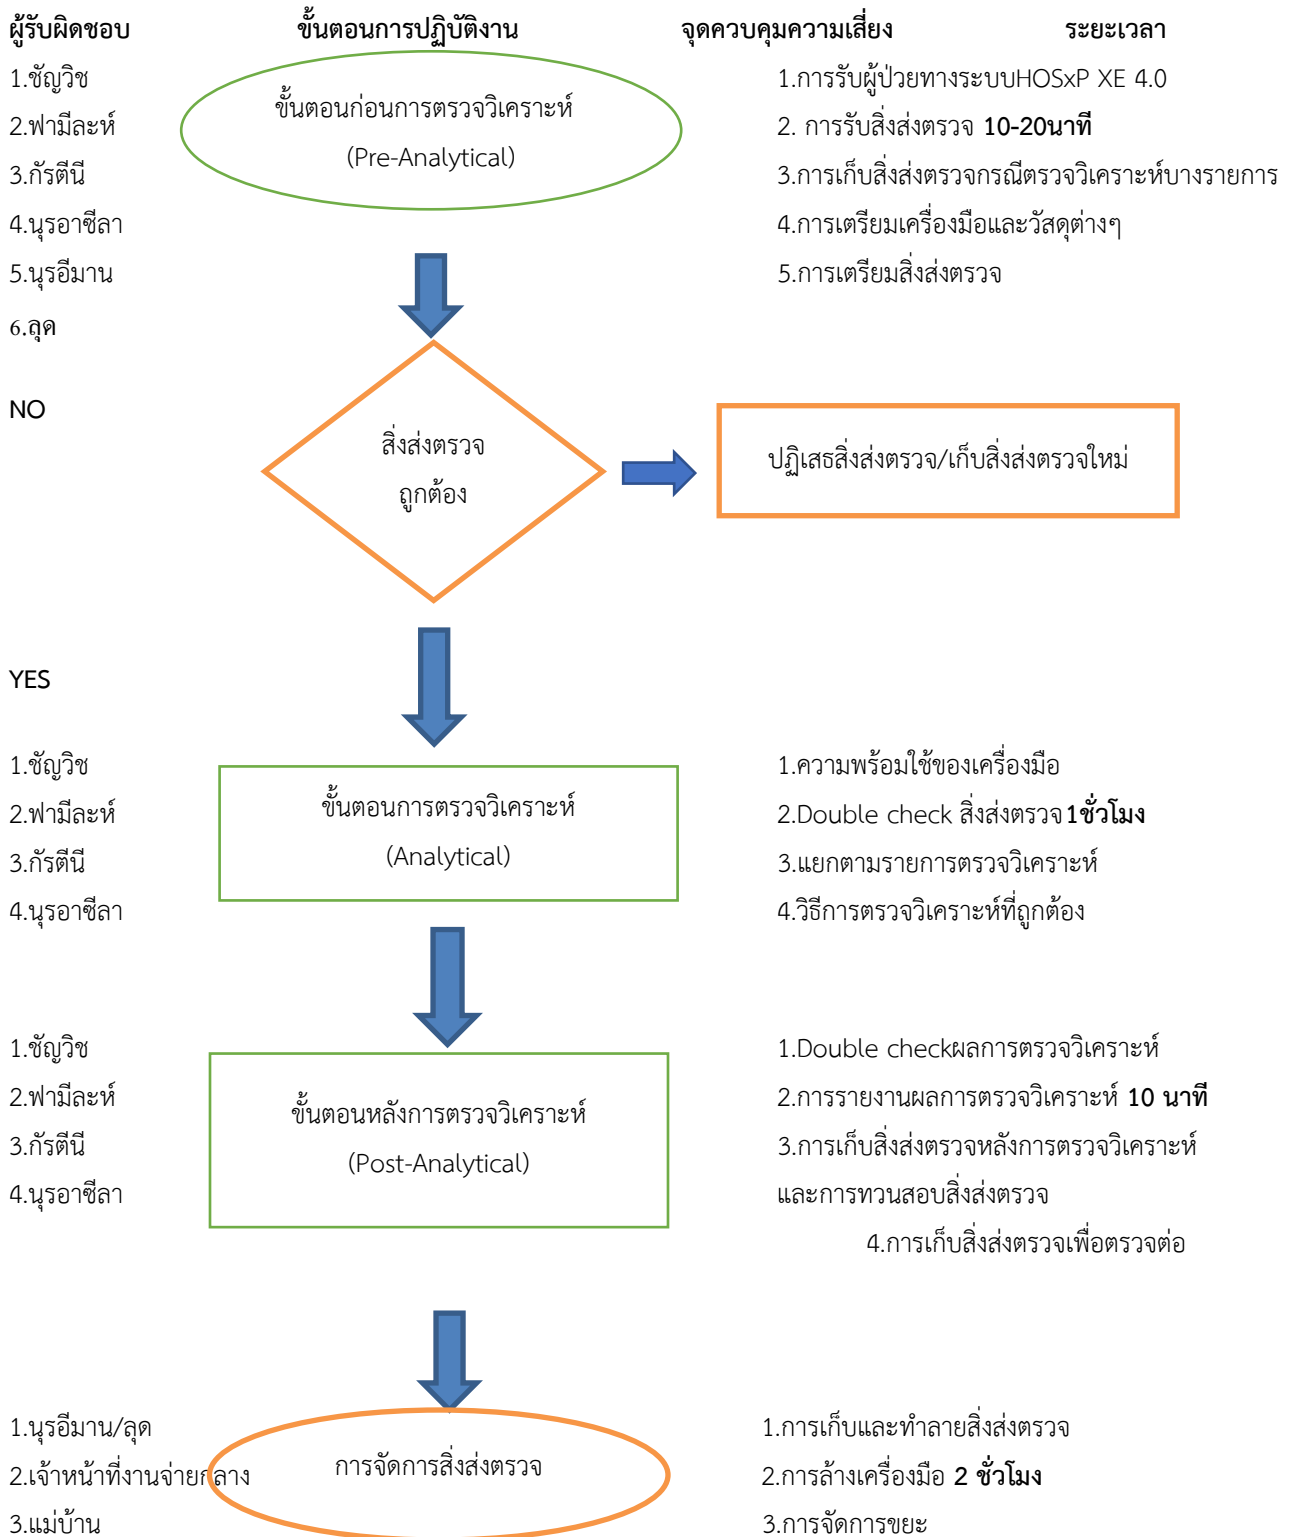 ผู้รับผิดชอบ ขั้นตอนการปฏิบัติงาน จุดควบคุมความเสี่ยง ระยะเวลา
1.ชัญวิช
2.ฟามีละห์
3.กัรตีนี
4.นุรอาซีลา
5.นุรอีมาน
6.ลุด
ขั้นตอนก่อนการตรวจวิเคราะห์
(Pre-Analytical)
1.การรับผู้ป่วยทางระบบHOSxP XE 4.0
2. การรับสิ่งส่งตรวจ 10-20นาที
3.การเก็บสิ่งส่งตรวจกรณีตรวจวิเคราะห์บางรายการ
4.การเตรียมเครื่องมือและวัสดุต่างๆ
5.การเตรียมสิ่งส่งตรวจ
NO
สิ่งส่งตรวจ
ถูกต้อง
ปฏิเสธสิ่งส่งตรวจ/เก็บสิ่งส่งตรวจใหม่
YES
1.ชัญวิช
2.ฟามีละห์
3.กัรตีนี
4.นุรอาซีลา
ขั้นตอนการตรวจวิเคราะห์
(Analytical)
1.ความพร้อมใช้ของเครื่องมือ
2.Double check สิ่งส่งตรวจ 1ชั่วโมง
3.แยกตามรายการตรวจวิเคราะห์
4.วิธีการตรวจวิเคราะห์ที่ถูกต้อง
1.ชัญวิช
2.ฟามีละห์
3.กัรตีนี
4.นุรอาซีลา
ขั้นตอนหลังการตรวจวิเคราะห์
(Post-Analytical)
1.Double checkผลการตรวจวิเคราะห์
2.การรายงานผลการตรวจวิเคราะห์ 10 นาที
3.การเก็บสิ่งส่งตรวจหลังการตรวจวิเคราะห์
และการทวนสอบสิ่งส่งตรวจ
4.การเก็บสิ่งส่งตรวจเพื่อตรวจต่อ
1.นุรอีมาน/ลุด
2.เจ้าหน้าที่งานจ่ายกลาง
3.แม่บ้าน
การจัดการสิ่งส่งตรวจ
1.การเก็บและทำลายสิ่งส่งตรวจ
2.การล้างเครื่องมือ 2 ชั่วโมง
3.การจัดการขยะ